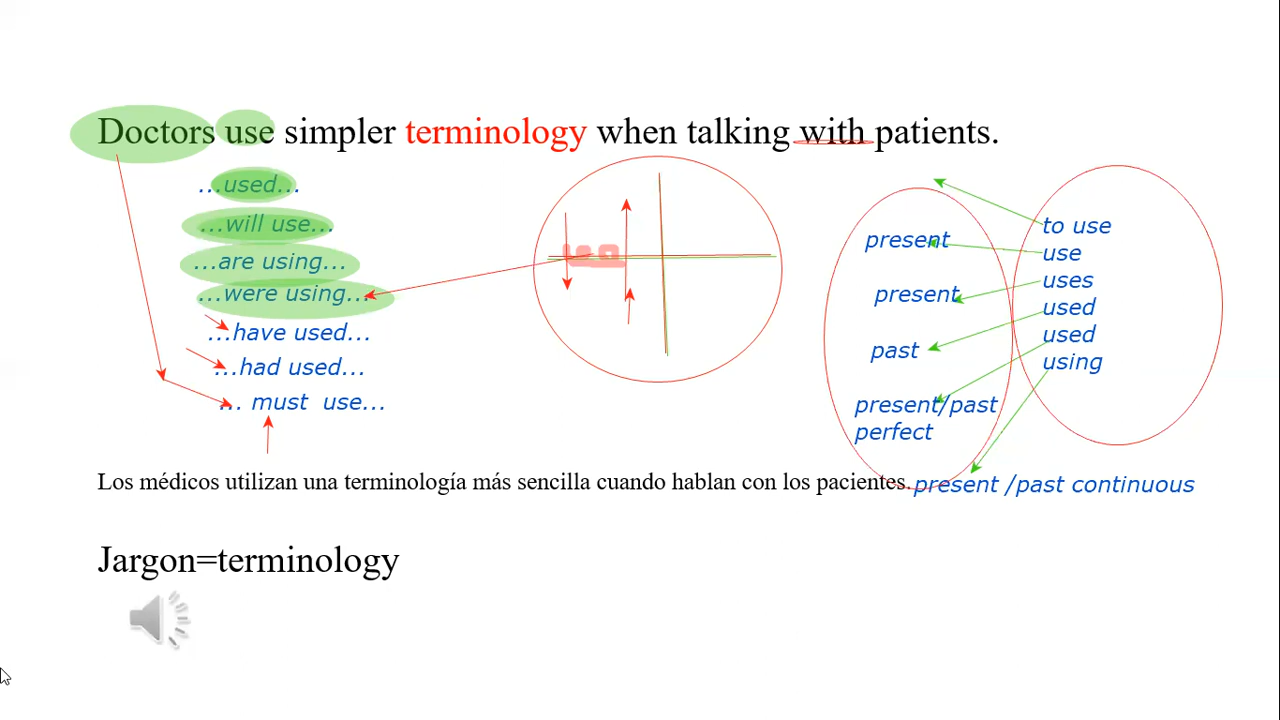 Doctors use simpler terminology when talking with patients.
...used...
...will use...
...are using...
...were using...
...have used...
...had used...
... must use...
present
present
past
present/past
perfect
present /past continuous
to use
use
uses
used
used
using
Los médicos utilizan una terminología más sencilla cuando hablan con los pacientes.
Jargon=terminology